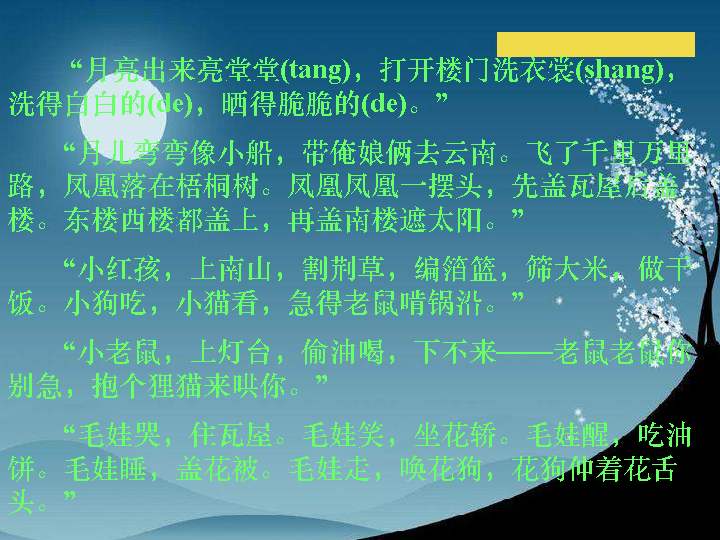 “月亮出来亮堂堂(tang)，打开楼门洗衣裳(shang)，
洗得白白的(de)，晒得脆脆的(de)。”
“月儿弯弯像小船，带俺娘俩去云南。飞了千里万里
路，凤凰落在梧桐树。凤凰凤凰一摆头，先盖瓦屋后盖
楼。东楼西楼都盖上，再盖南楼遮太阳。”
“小红孩，上南山，割荆草，编箔篮，筛大米，做干
饭。小狗吃，小猫看，急得老鼠啃锅沿。”
“小老鼠，上灯台，偷油喝，下不来——老鼠老鼠你
别急，抱个狸猫来哄你。”
“毛娃哭，住瓦屋。毛娃笑，坐花轿。毛娃醒，吃油
饼。毛娃睡，盖花被。毛娃走，唤花狗，花狗伸着花舌
头。”